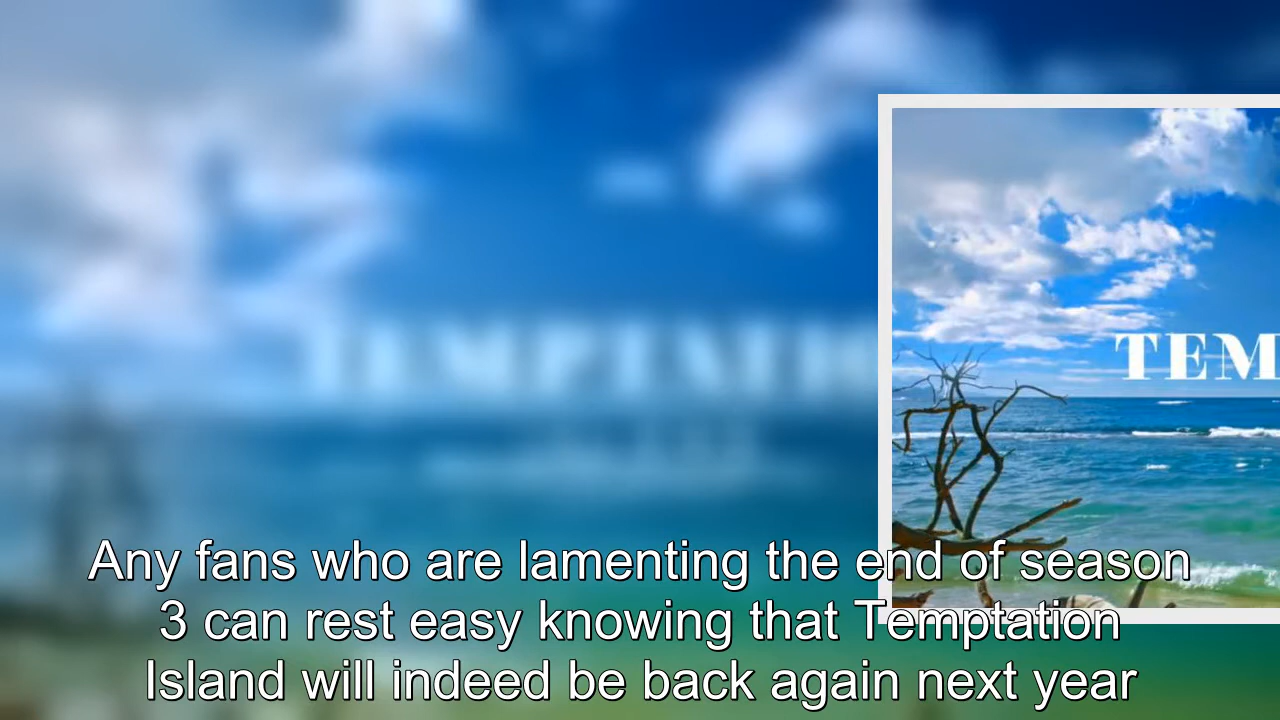 TEM
Any fans who are lamenting the end of season
3 can rest easy knowing that Temptation
Island will indeed be back again next year